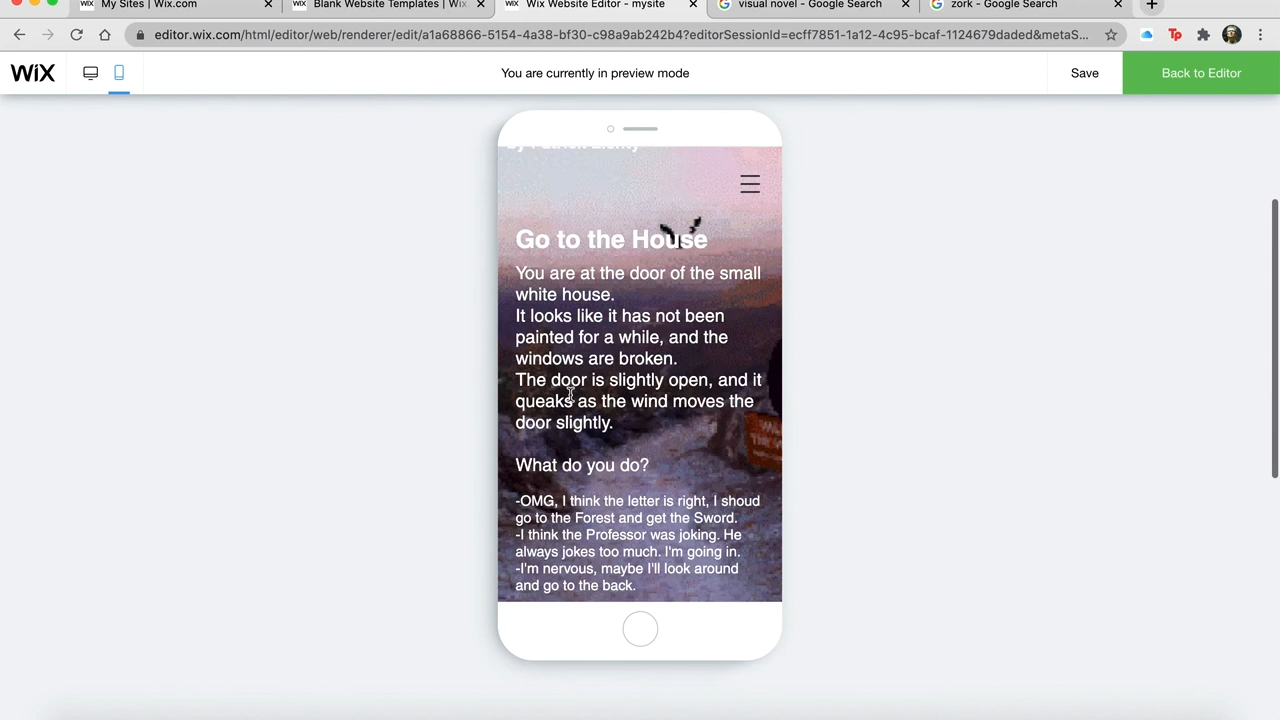 My Sites | Wix.com
Blank Website Templates | Wix
Wix Website Editor - mysite
visual novel - Google Search
zork - Google Search
editor.wix.com/html/editor/web/renderer/edit/a1a68866-5154-4a38-bf30-c98a9ab242b4?editorSessionId=ecff7851-1a12-4c95-bcaf-1124679daded&metaS...
WiX
You are currently in preview mode
Save
Back to Editor
Go to the House
You are at the door of the small
white house.
It looks like it has not been
painted for a while, and the
windows are broken.
The door is slightly open, and it
queaks as the wind moves the
door slightly.
What do you do?
-OMG, I think the letter is right, I shoud
go to the Forest and get the Sword.
-I think the Professor was joking. He
always jokes too much. I'm going in.
-I'm nervous, maybe I'll look around
and go to the back.